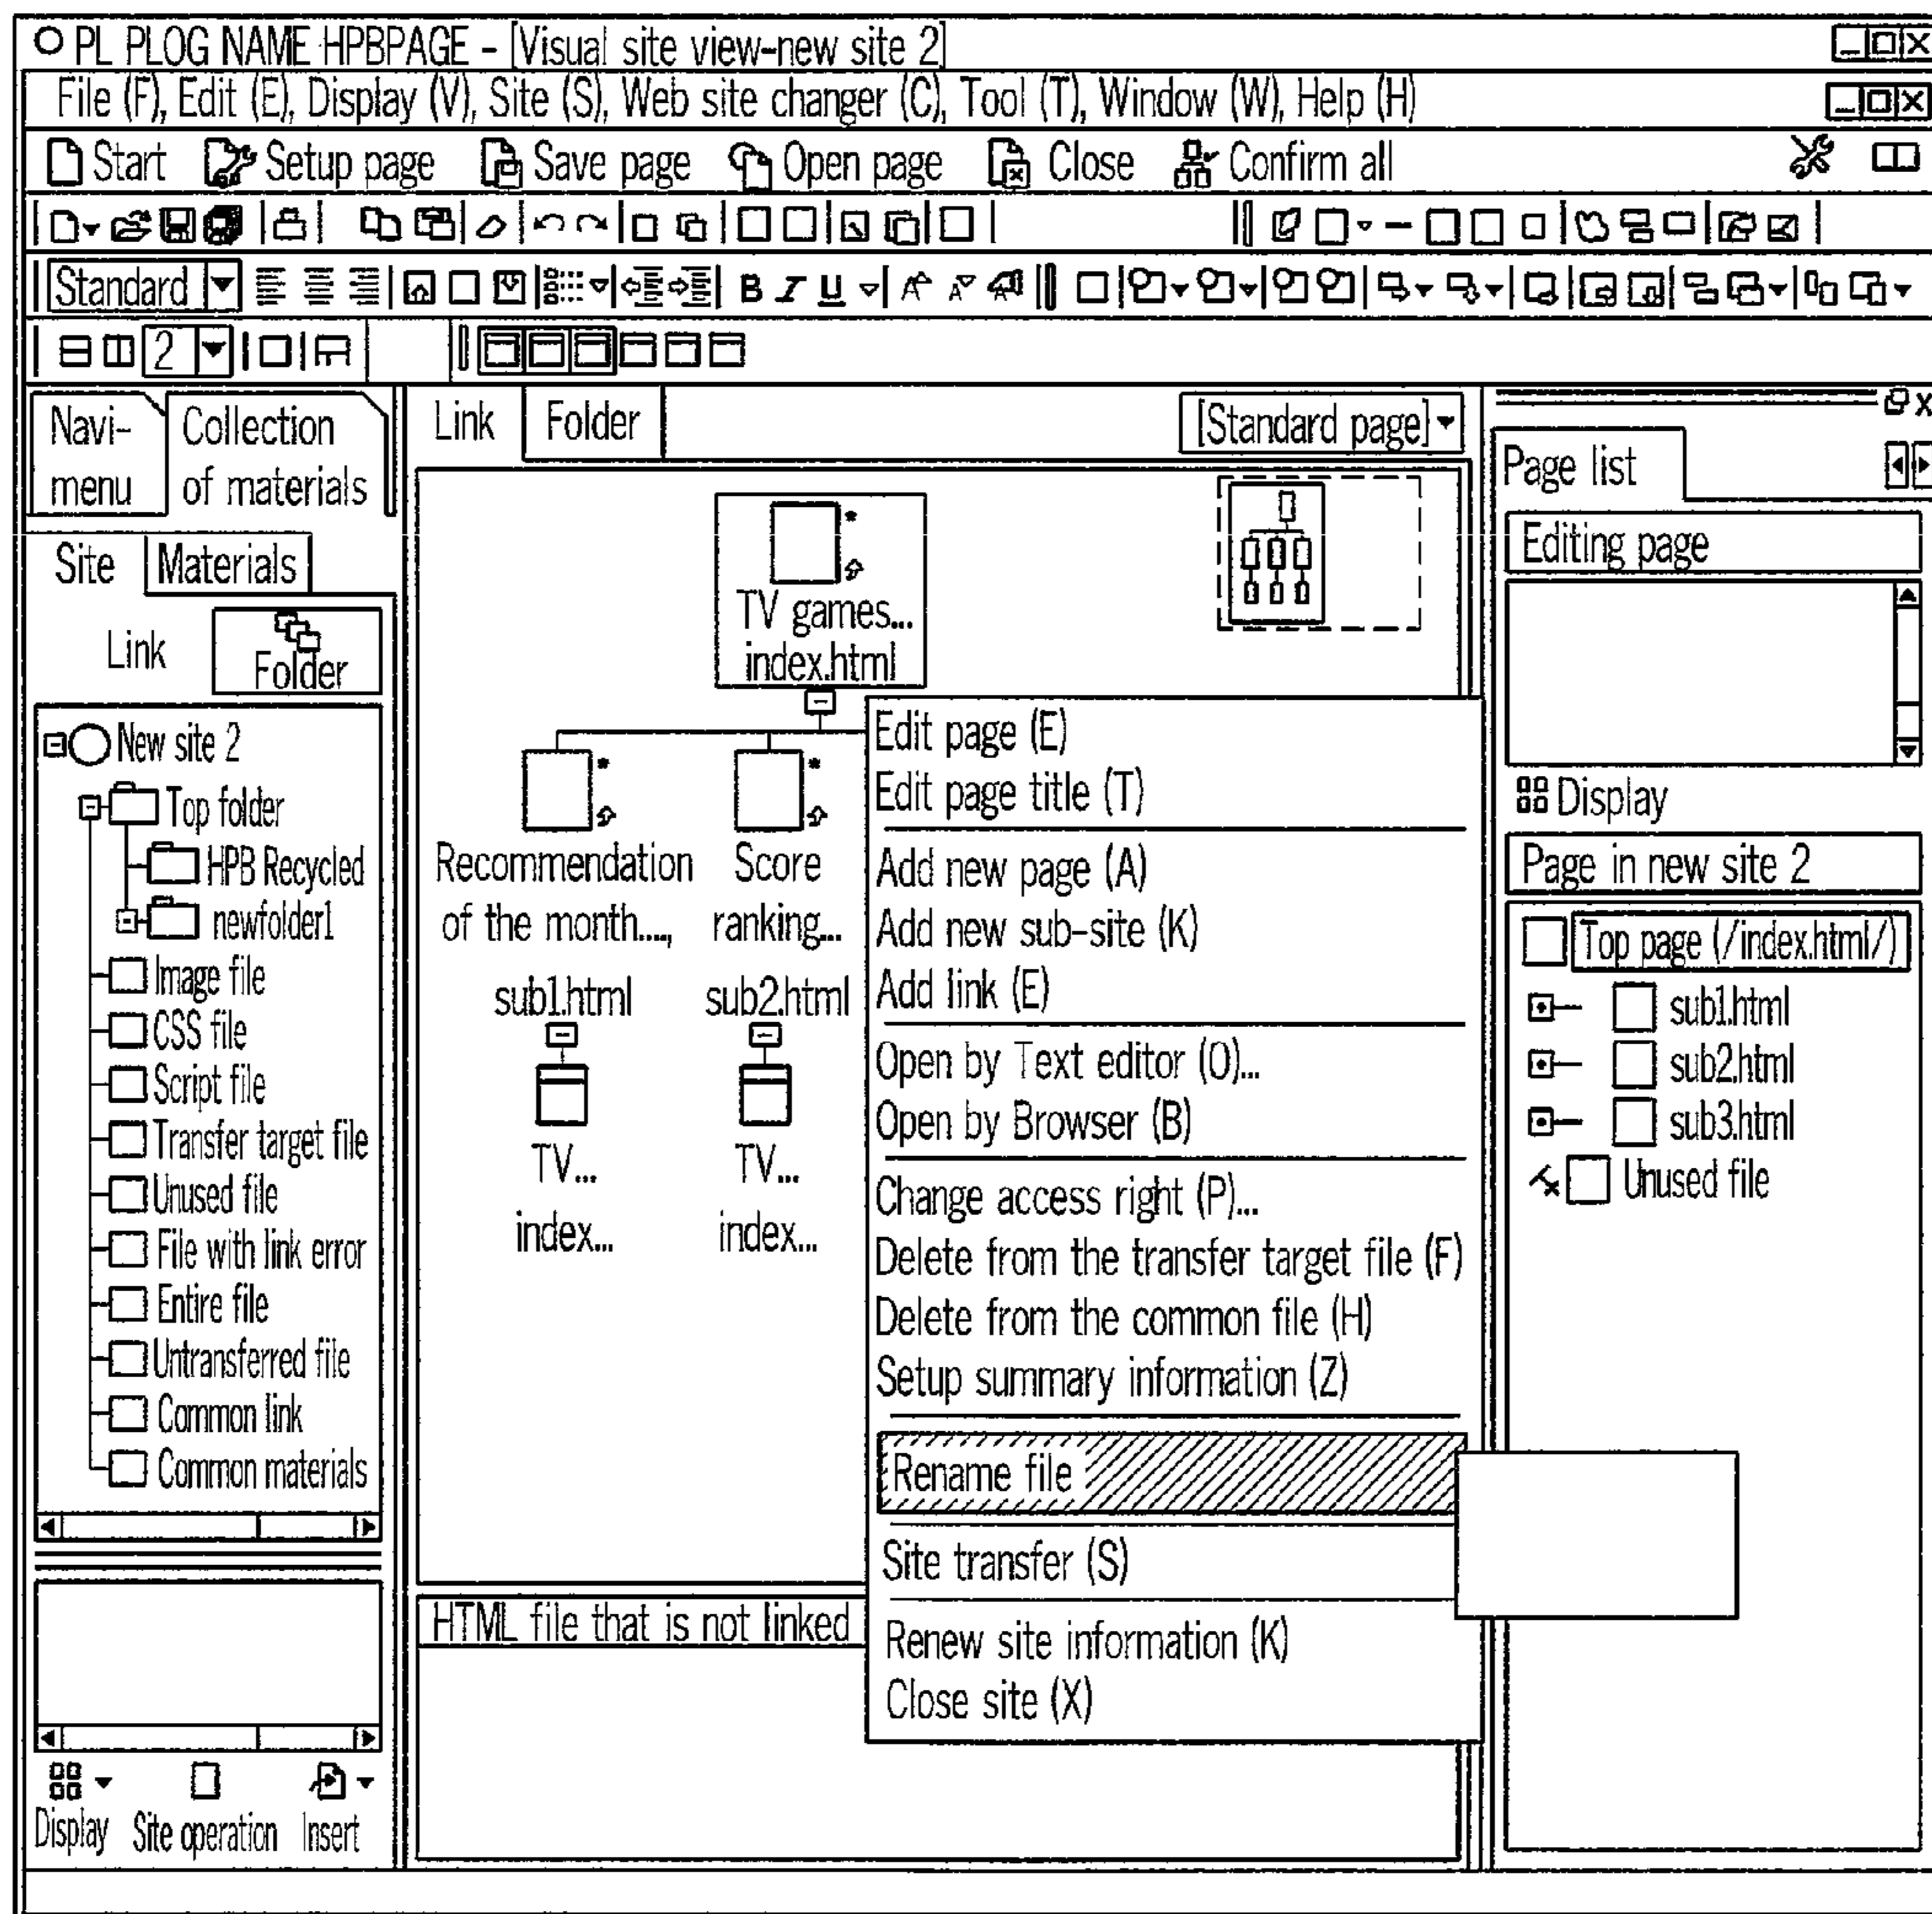 PL PLOG NAME HPBPAGE - [Visual site view-new site 2]
File (F), Edit (E), Display (V), Site (S), Web site changer (C), Tool (T), Window (W), Help (H)
Start Setup page Save page Open page Close Confirm all
Standard B I U A A A
2
Navi-
menu
Collection
of materials
Site Materials
Link Folder
New site 2
Top folder
HPB Recycled
newfolder1
Image file
CSS file
Script file
Transfer target file
Unused file
File with link error
Entire file
Untransferred file
Common link
Common materials
Display Site operation Insert
Link Folder [Standard page]
TV games...
index.html
Recommendation
of the month....,
sub1.html
TV...
index...
Score
ranking...
sub2.html
TV...
index...
HTML file that is not linked
Edit page (E)
Edit page title (T)
Add new page (A)
Add new sub-site (K)
Add link (E)
Open by Text editor (O)...
Open by Browser (B)
Change access right (P)...
Delete from the transfer target file (F)
Delete from the common file (H)
Setup summary information (Z)
Rename file
Site transfer (S)
Renew site information (K)
Close site (X)
Page list
Editing page
Display
Page in new site 2
Top page (/index.html/)
sub1.html
sub2.html
sub3.html
Unused file